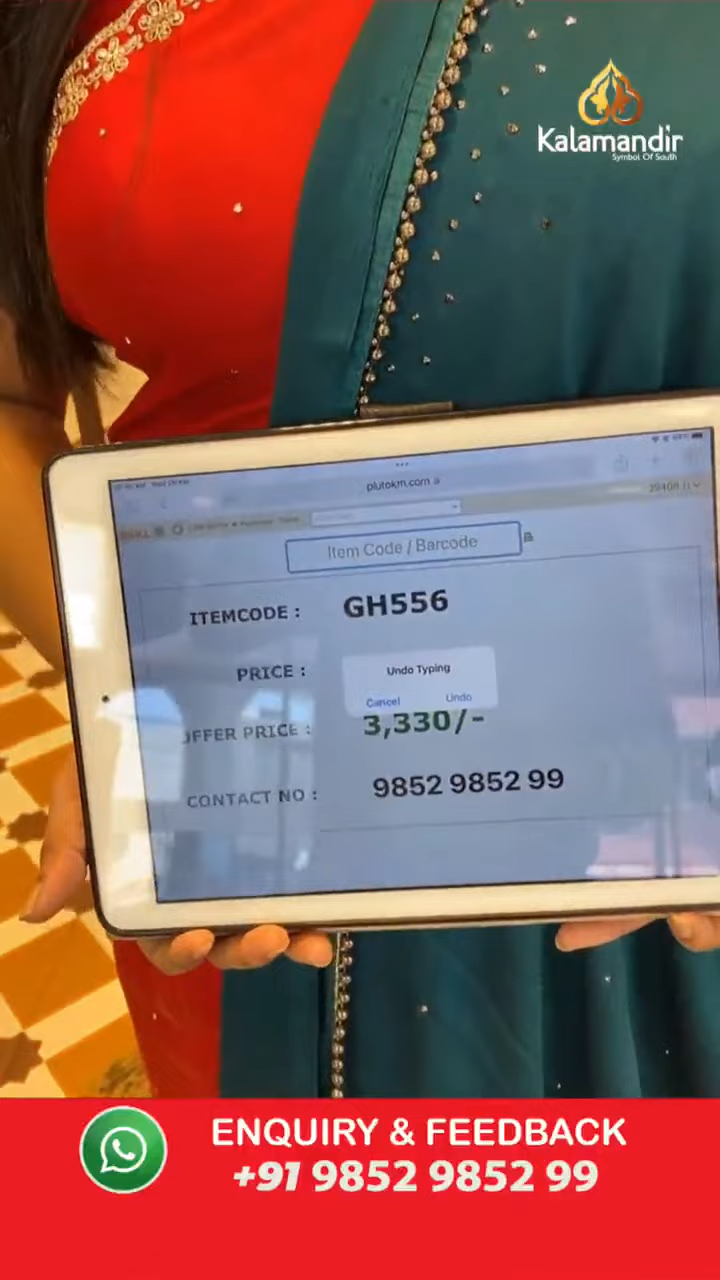 Kalamandir
Symbol Of South
plutokm.com
Item Code / Barcode
ITEMCODE : GH556
PRICE :
Undo Typing
Cancel Undo
OFFER PRICE : 3,330/-
CONTACT NO : 9852 9852 99
ENQUIRY & FEEDBACK
+91 9852 9852 99